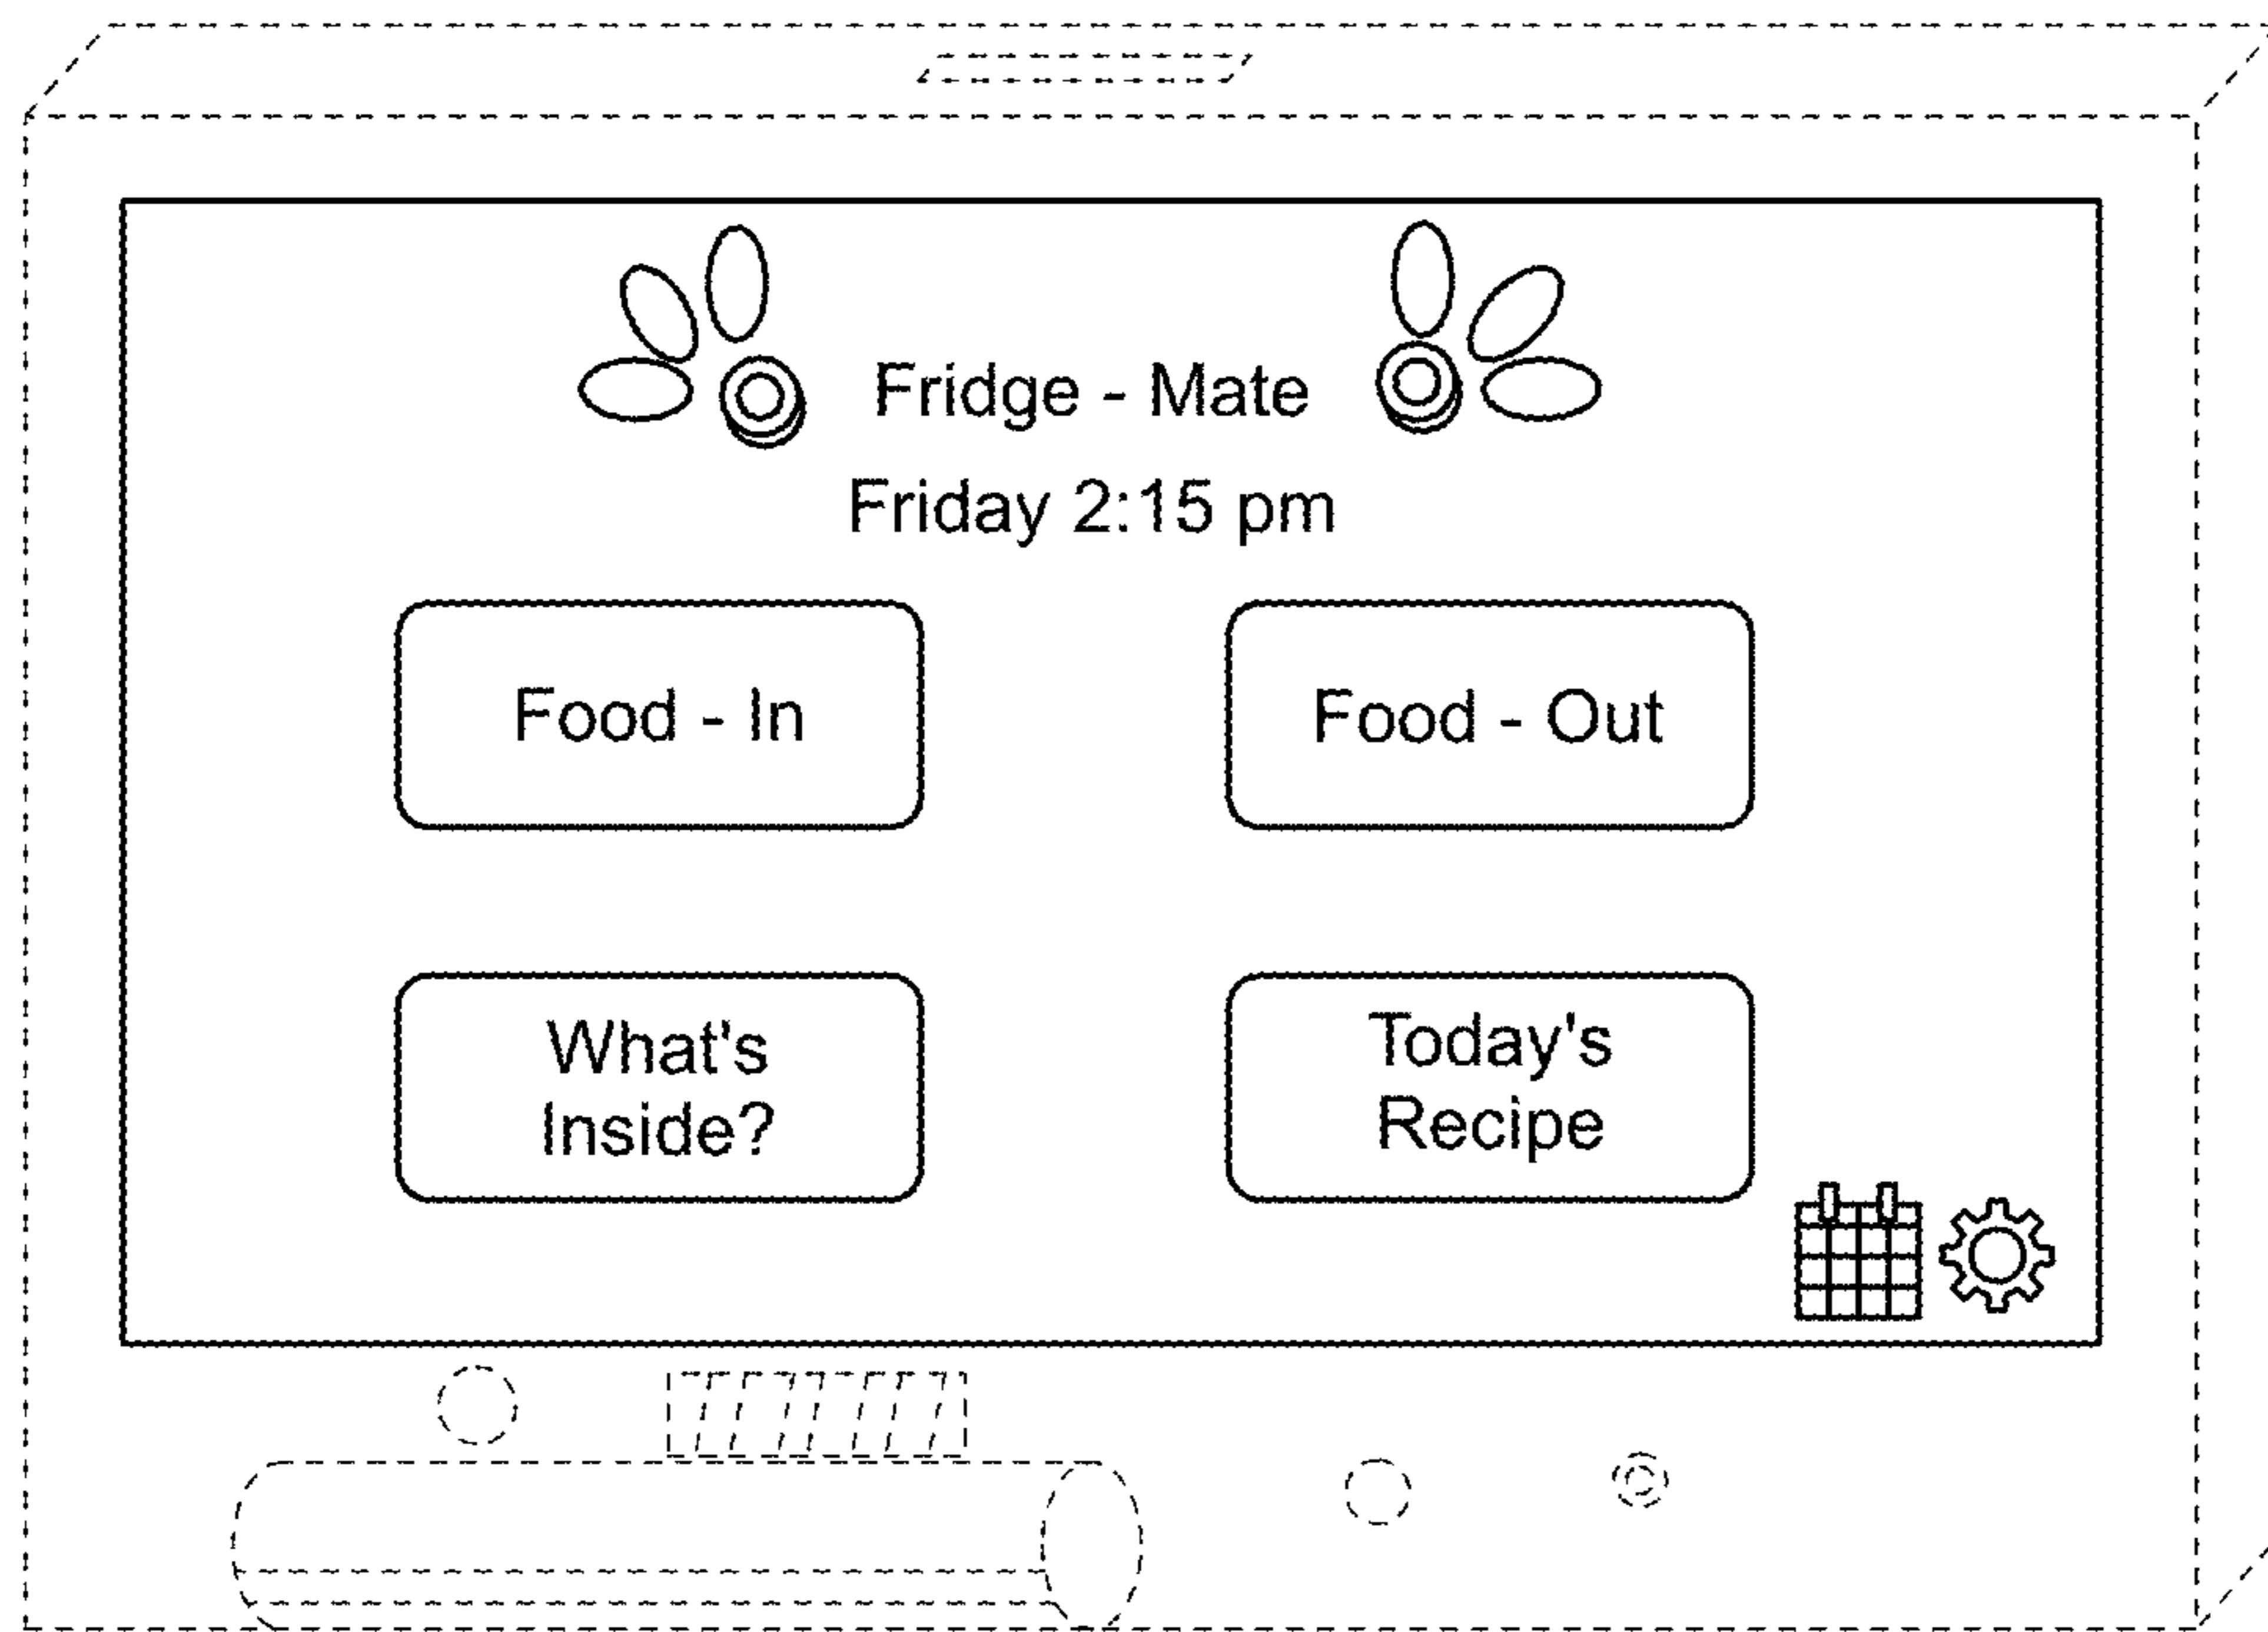 Fridge - Mate
Friday 2:15 pm
Food - In
Food - Out
What's
Inside?
Today's
Recipe